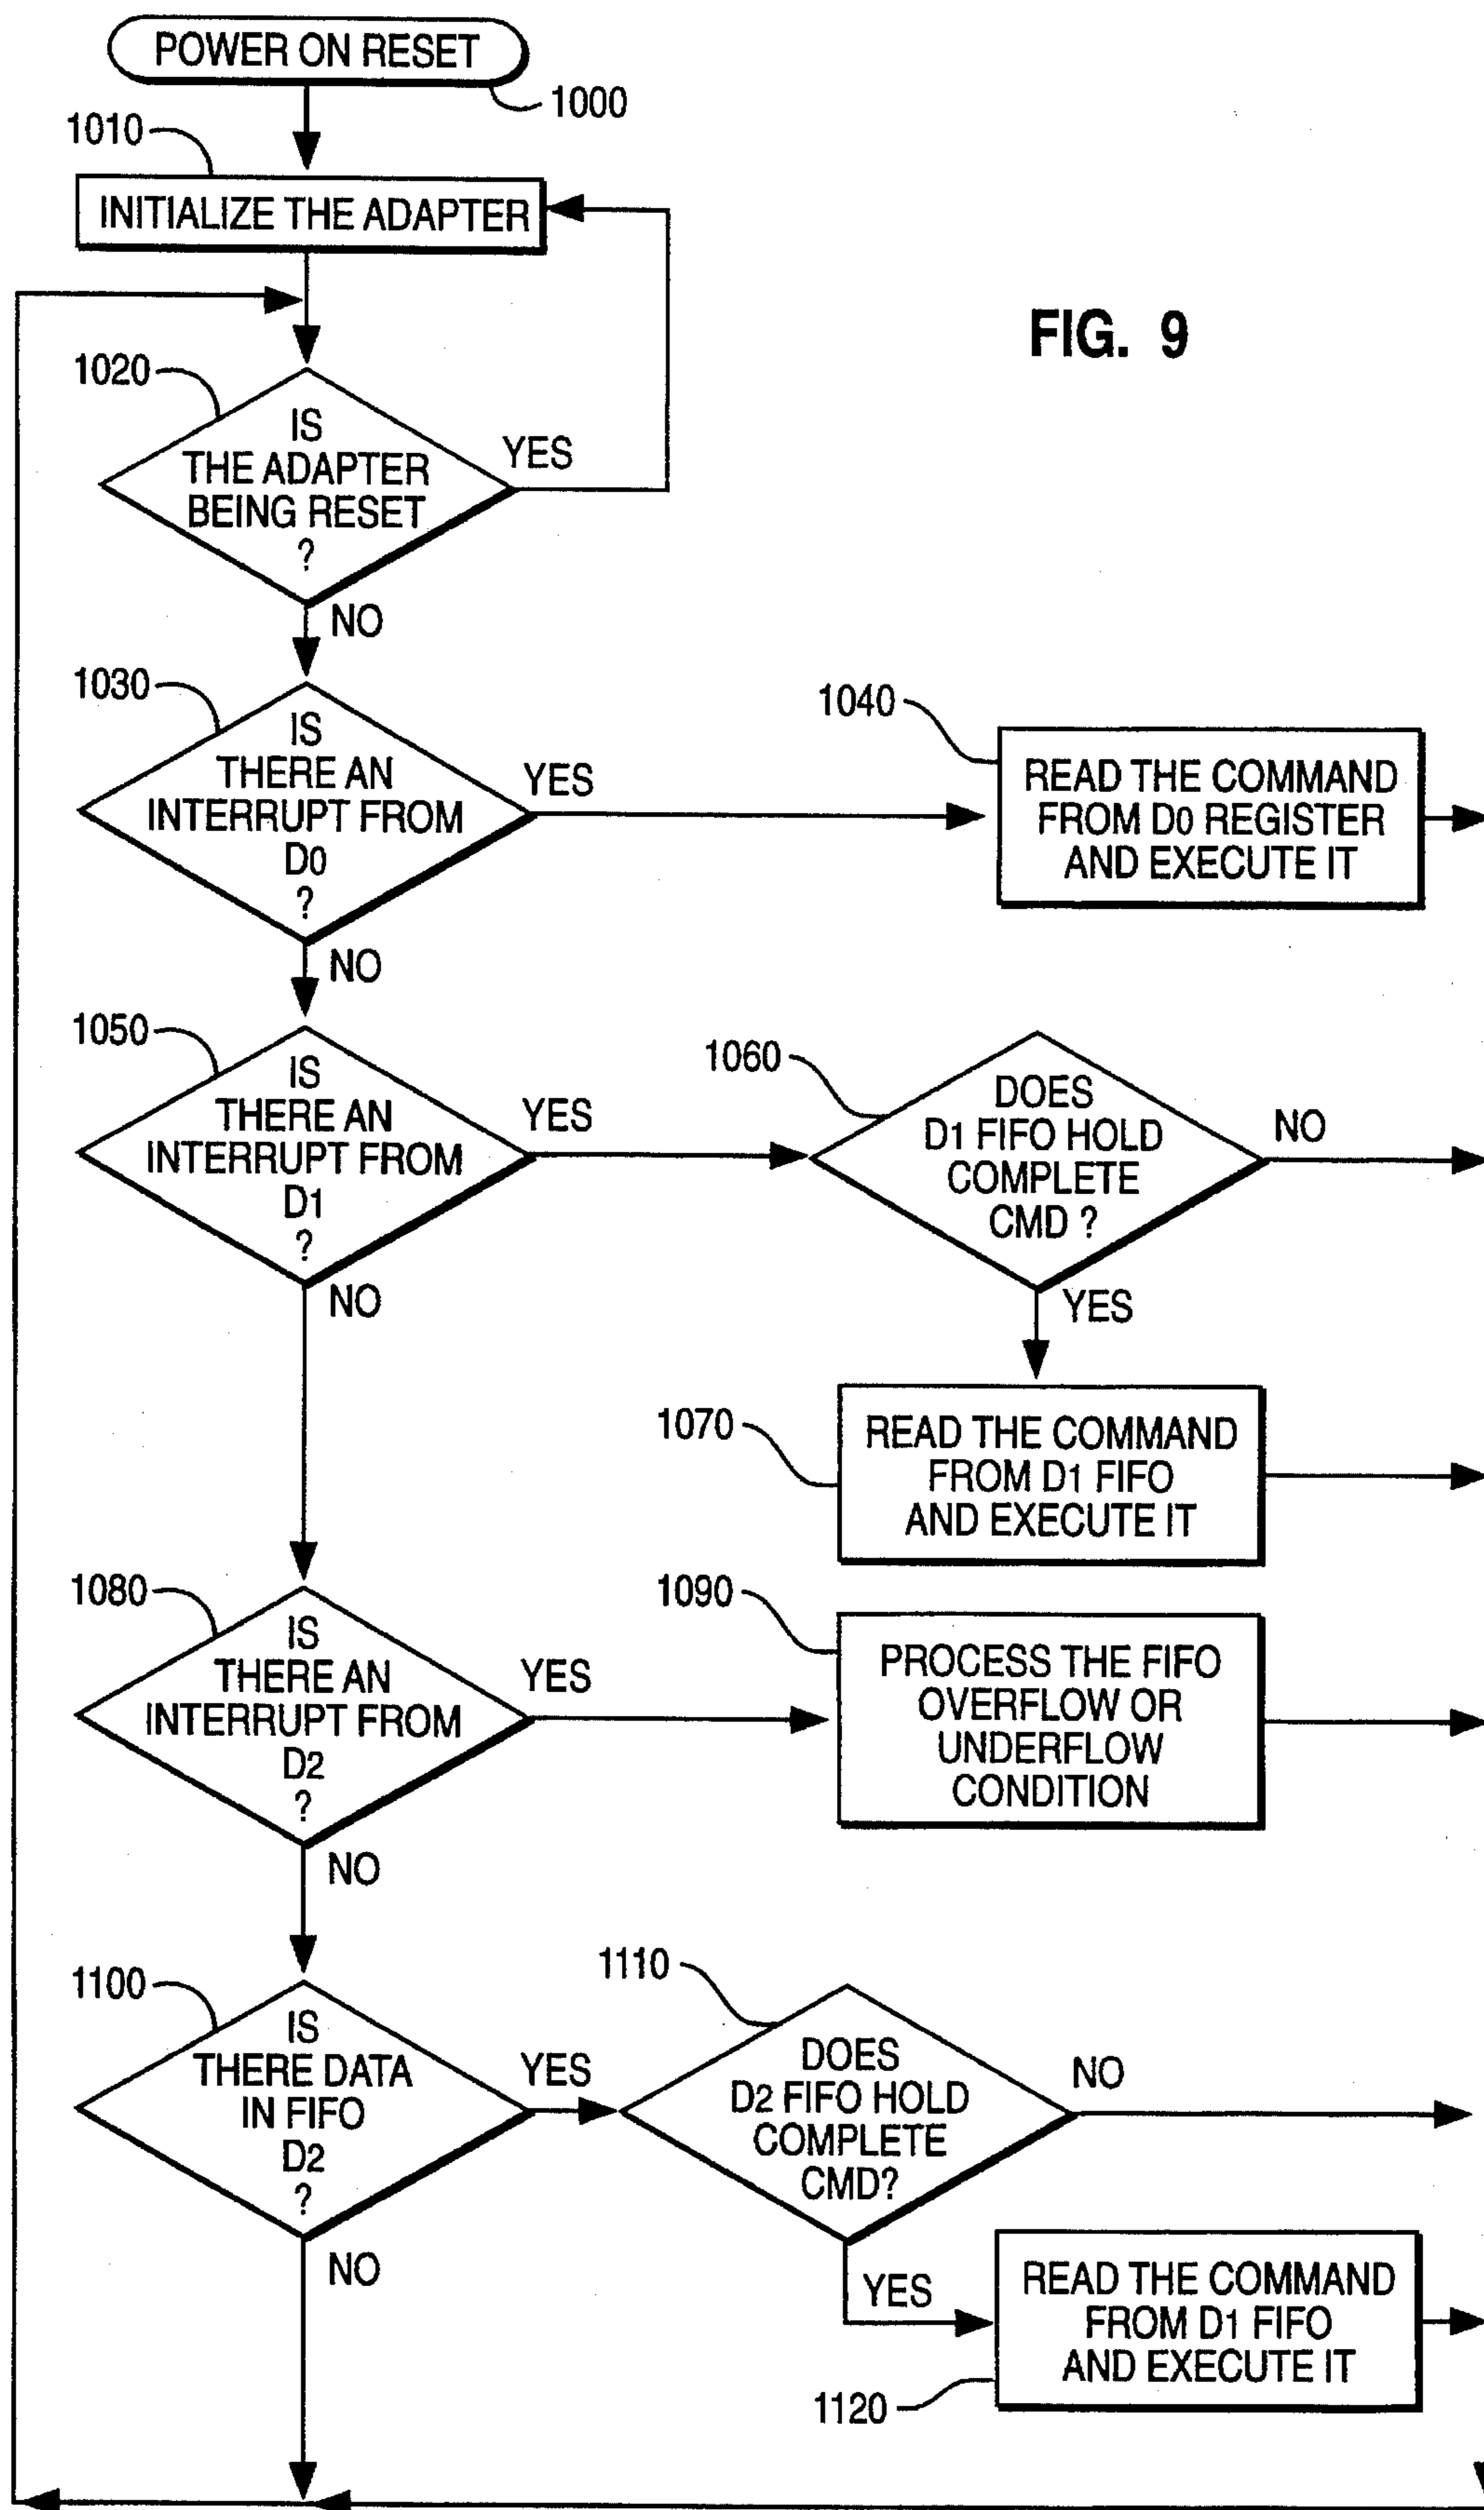 POWER ON RESET
1000
1010
INITIALIZE THE ADAPTER
FIG. 9
1020
IS
THE ADAPTER
BEING RESET
?
YES
NO
1030
IS
THERE AN
INTERRUPT FROM
D0
?
YES
NO
1040
READ THE COMMAND
FROM D0 REGISTER
AND EXECUTE IT
1050
IS
THERE AN
INTERRUPT FROM
D1
?
YES
NO
1060
DOES
D1 FIFO HOLD
COMPLETE
CMD ?
NO
YES
1070
READ THE COMMAND
FROM D1 FIFO
AND EXECUTE IT
1080
IS
THERE AN
INTERRUPT FROM
D2
?
YES
NO
1090
PROCESS THE FIFO
OVERFLOW OR
UNDERFLOW
CONDITION
1100
IS
THERE DATA
IN FIFO
D2
?
YES
NO
1110
DOES
D2 FIFO HOLD
COMPLETE
CMD?
NO
YES
READ THE COMMAND
FROM D1 FIFO
AND EXECUTE IT
1120